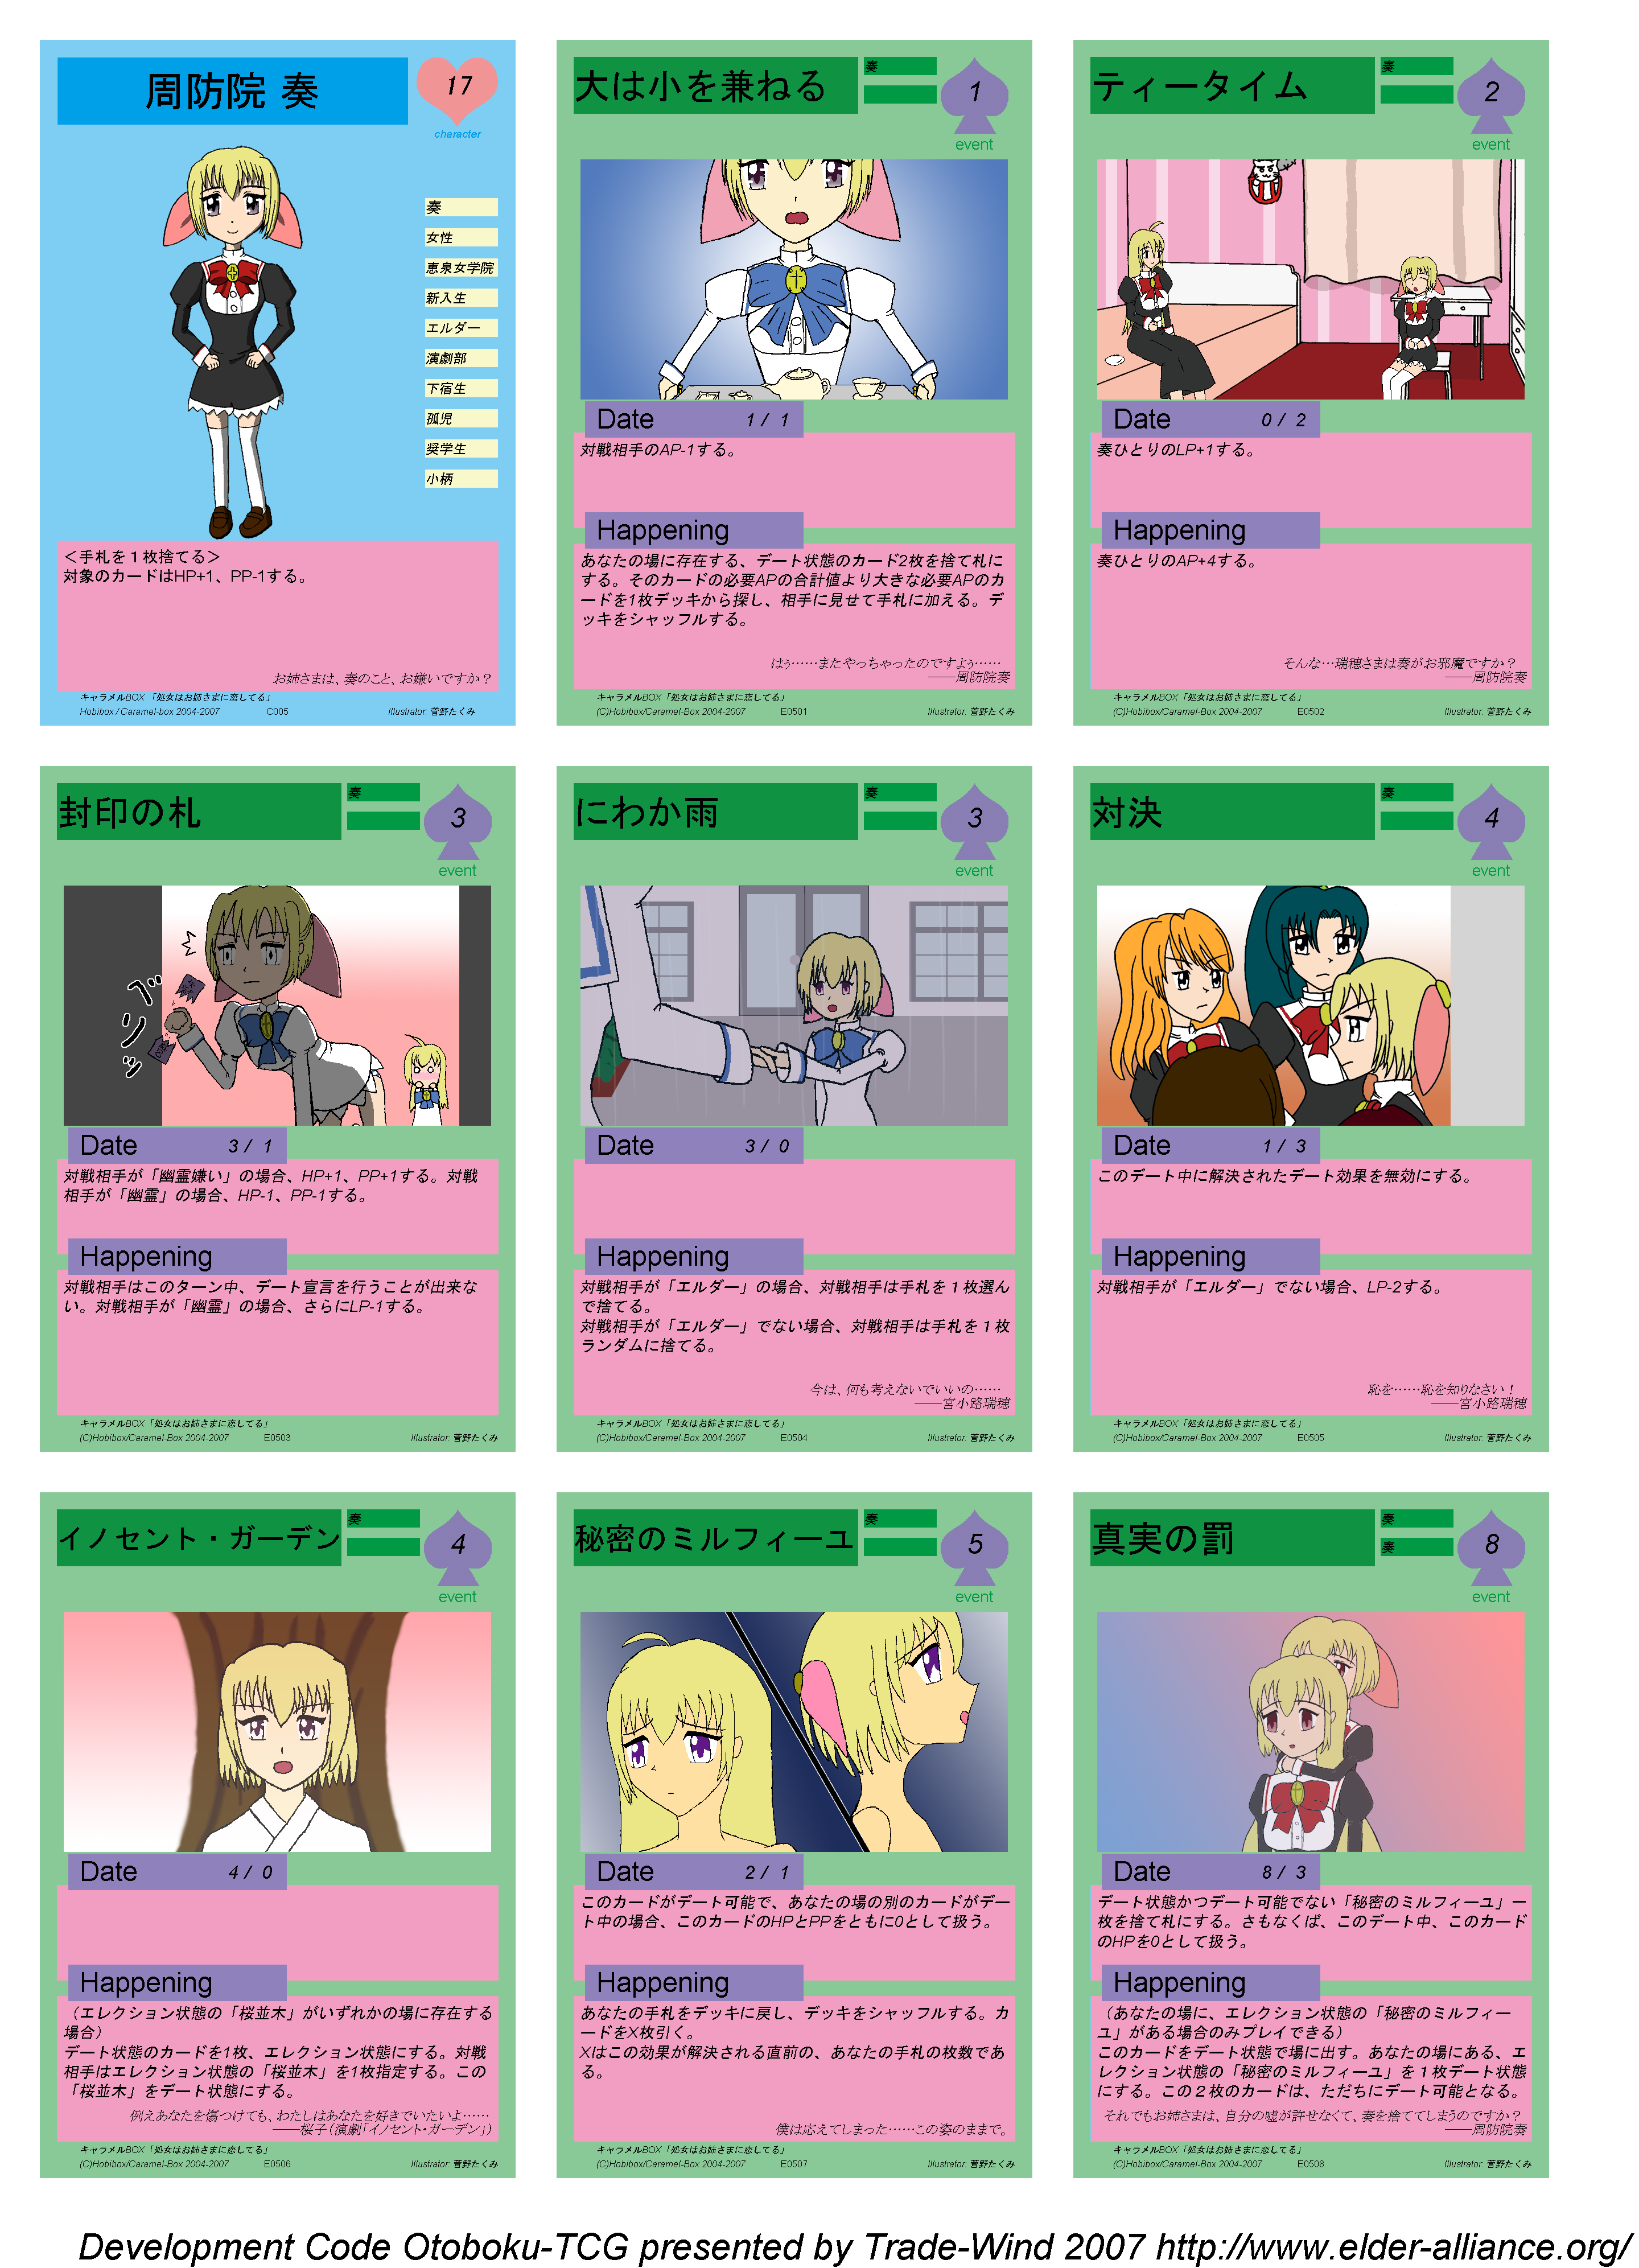 周防院 奏
17
character
奏
女性
恵泉女学院
新入生
エルダー
演劇部
下宿生
孤児
奨学生
小柄
＜手札を１枚捨てる＞
対象のカードはHP+1、PP-1する。
お姉さまは、奏のこと、お嫌いですか？
キャラメルBOX「処女はお姉さまに恋してる」
Hobibox / Caramel-box 2004-2007 C005 Illustrator: 菅野たくみ
大は小を兼ねる
奏
1
event
Date 1 / 1
対戦相手のAP-1する。
Happening
あなたの場に存在する、デート状態のカード2枚を捨て札に
する。そのカードの必要APの合計値より大きな必要APのカ
ードを1枚デッキから探し、相手に見せて手札に加える。デ
ッキをシャッフルする。
はぅ……またやっちゃったのですよぅ……
――周防院奏
キャラメルBOX「処女はお姉さまに恋してる」
(C)Hobibox/Caramel-Box 2004-2007 E0501 Illustrator: 菅野たくみ
ティータイム
奏
2
event
Date 0 / 2
奏ひとりのLP+1する。
Happening
奏ひとりのAP+4する。
そんな…瑞穂さまは奏がお邪魔ですか？
――周防院奏
キャラメルBOX「処女はお姉さまに恋してる」
(C)Hobibox/Caramel-Box 2004-2007 E0502 Illustrator: 菅野たくみ
封印の札
奏
3
event
ベリッ
Date 3 / 1
対戦相手が「幽霊嫌い」の場合、HP+1、PP+1する。対戦
相手が「幽霊」の場合、HP-1、PP-1する。
Happening
対戦相手はこのターン中、デート宣言を行うことが出来な
い。対戦相手が「幽霊」の場合、さらにLP-1する。
キャラメルBOX「処女はお姉さまに恋してる」
(C)Hobibox/Caramel-Box 2004-2007 E0503 Illustrator: 菅野たくみ
にわか雨
奏
3
event
Date 3 / 0
Happening
対戦相手が「エルダー」の場合、対戦相手は手札を１枚選ん
で捨てる。
対戦相手が「エルダー」でない場合、対戦相手は手札を１枚
ランダムに捨てる。
今は、何も考えないでいいの……
――宮小路瑞穂
キャラメルBOX「処女はお姉さまに恋してる」
(C)Hobibox/Caramel-Box 2004-2007 E0504 Illustrator: 菅野たくみ
対決
奏
4
event
Date 1 / 3
このデート中に解決されたデート効果を無効にする。
Happening
対戦相手が「エルダー」でない場合、LP-2する。
恥を……恥を知りなさい！
――宮小路瑞穂
キャラメルBOX「処女はお姉さまに恋してる」
(C)Hobibox/Caramel-Box 2004-2007 E0505 Illustrator: 菅野たくみ
イノセント・ガーデン
奏
4
event
Date 4 / 0
Happening
（エレクション状態の「桜並木」がいずれかの場に存在する
場合）
デート状態のカードを1枚、エレクション状態にする。対戦
相手はエレクション状態の「桜並木」を1枚指定する。この
「桜並木」をデート状態にする。
例えあなたを傷つけても、わたしはあなたを好きでいたいよ……
――桜子（演劇「イノセント・ガーデン」）
キャラメルBOX「処女はお姉さまに恋してる」
(C)Hobibox/Caramel-Box 2004-2007 E0506 Illustrator: 菅野たくみ
秘密のミルフィーユ
奏
5
event
Date 2 / 1
このカードがデート可能で、あなたの場の別のカードがデー
ト中の場合、このカードのHPとPPをともに0として扱う。
Happening
あなたの手札をデッキに戻し、デッキをシャッフルする。カ
ードをX枚引く。
Xはこの効果が解決される直前の、あなたの手札の枚数であ
る。
僕は応えてしまった……この姿のままで。
キャラメルBOX「処女はお姉さまに恋してる」
(C)Hobibox/Caramel-Box 2004-2007 E0507 Illustrator: 菅野たくみ
真実の罰
奏
奏
8
event
Date 8 / 3
デート状態かつデート可能でない「秘密のミルフィーユ」一
枚を捨て札にする。さもなくば、このデート中、このカード
のHPを0として扱う。
Happening
（あなたの場に、エレクション状態の「秘密のミルフィー
ユ」がある場合のみプレイできる）
このカードをデート状態で場に出す。あなたの場にある、エ
レクション状態の「秘密のミルフィーユ」を１枚デート状態
にする。この２枚のカードは、ただちにデート可能となる。
それでもお姉さまは、自分の嘘が許せなくて、奏を捨ててしまうのですか？
――周防院奏
キャラメルBOX「処女はお姉さまに恋してる」
(C)Hobibox/Caramel-Box 2004-2007 E0508 Illustrator: 菅野たくみ
Development Code Otoboku-TCG presented by Trade-Wind 2007 http://www.elder-alliance.org/